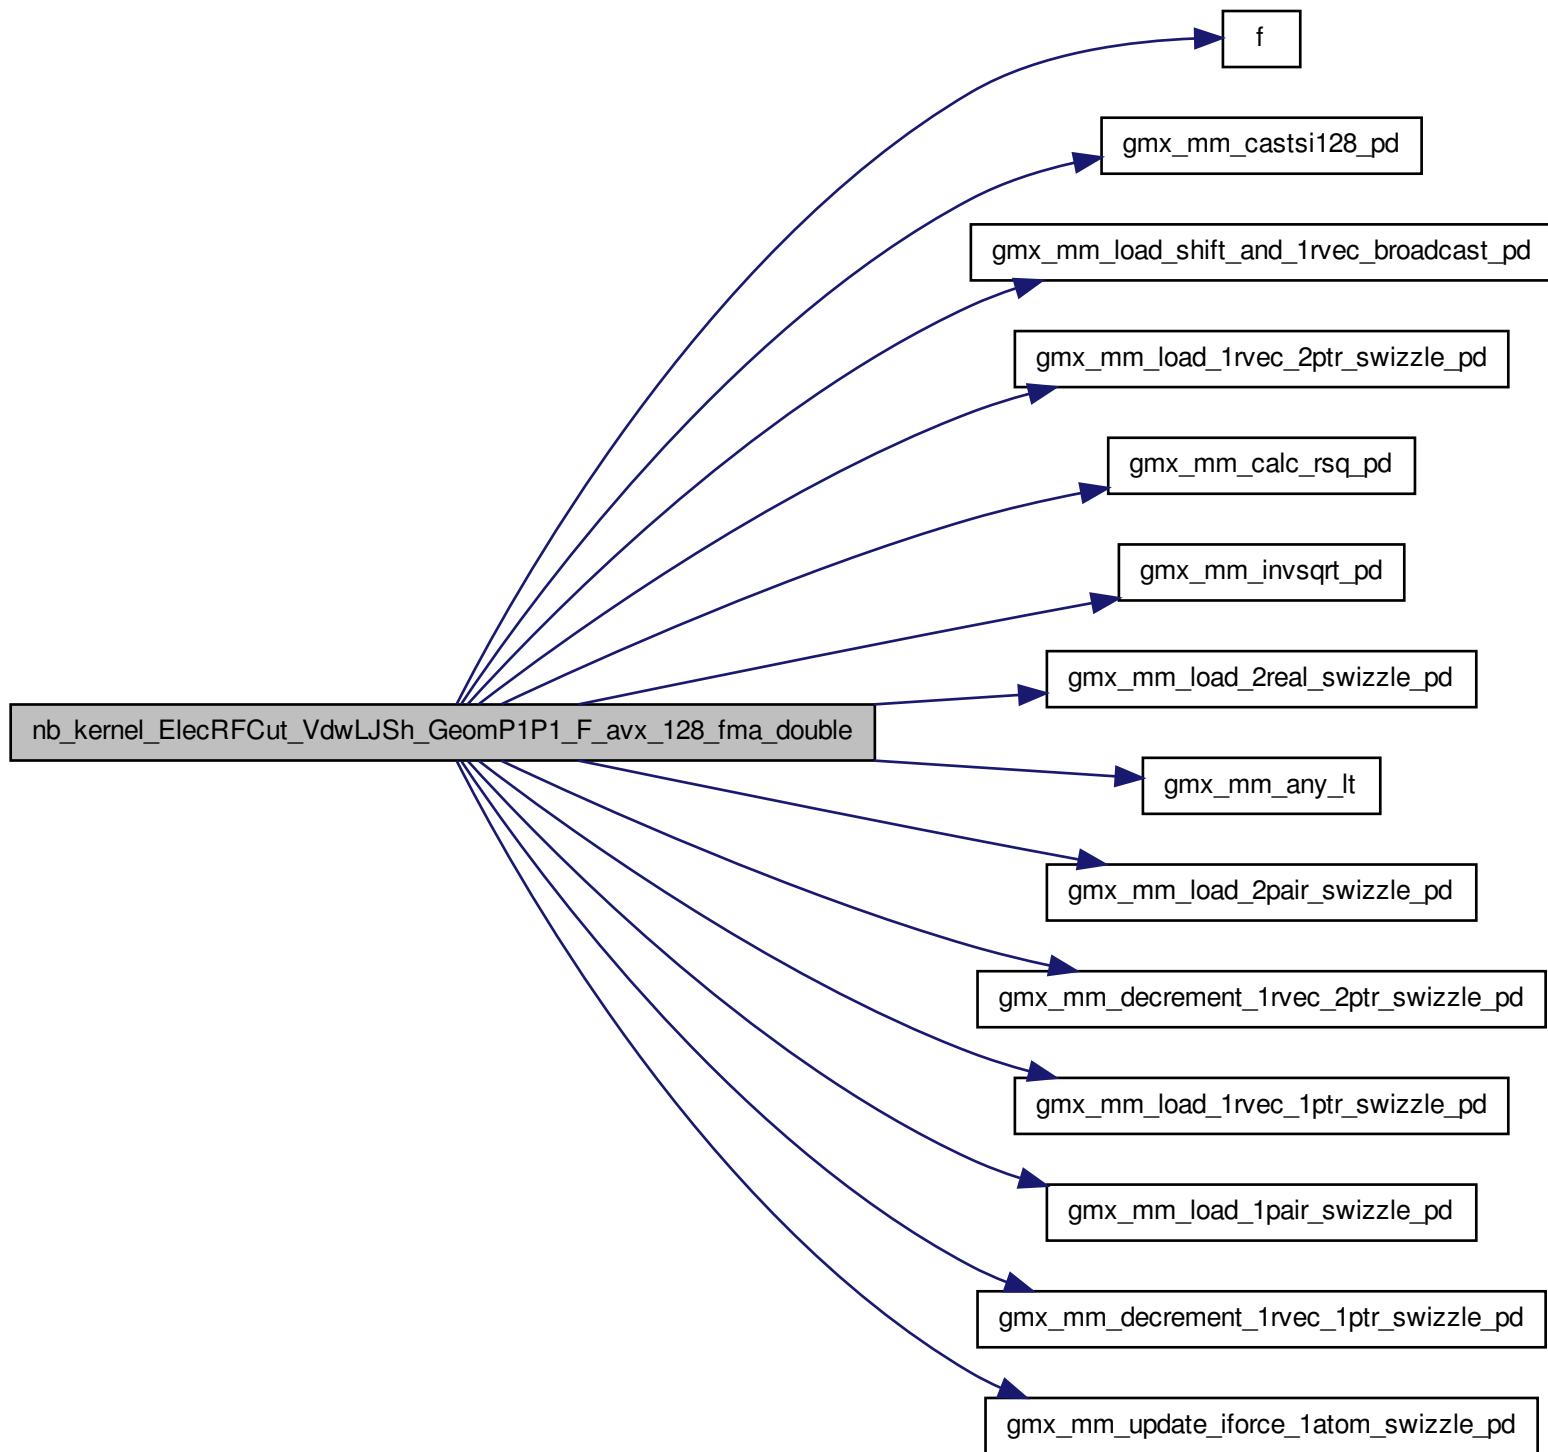 f
gmx_mm_castsi128_pd
gmx_mm_load_shift_and_1rvec_broadcast_pd
gmx_mm_load_1rvec_2ptr_swizzle_pd
gmx_mm_calc_rsq_pd
gmx_mm_invsqrt_pd
gmx_mm_load_2real_swizzle_pd
nb_kernel_ElecRFCut_VdwLJSh_GeomP1P1_F_avx_128_fma_double
gmx_mm_any_lt
gmx_mm_load_2pair_swizzle_pd
gmx_mm_decrement_1rvec_2ptr_swizzle_pd
gmx_mm_load_1rvec_1ptr_swizzle_pd
gmx_mm_load_1pair_swizzle_pd
gmx_mm_decrement_1rvec_1ptr_swizzle_pd
gmx_mm_update_iforce_1atom_swizzle_pd